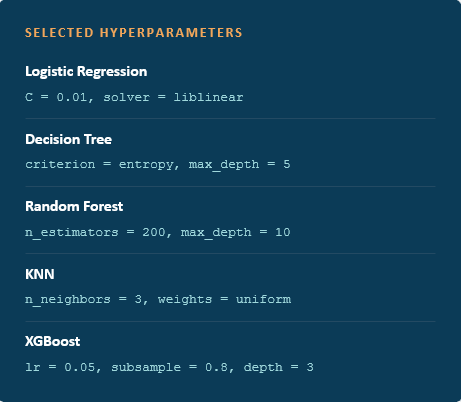 SELECTED HYPERPARAMETERS
Logistic Regression
C = 0.01, solver = liblinear
Decision Tree
criterion = entropy, max_depth = 5
Random Forest
n_estimators = 200, max_depth = 10
KNN
n_neighbors = 3, weights = uniform
XGBoost
lr = 0.05, subsample = 0.8, depth = 3